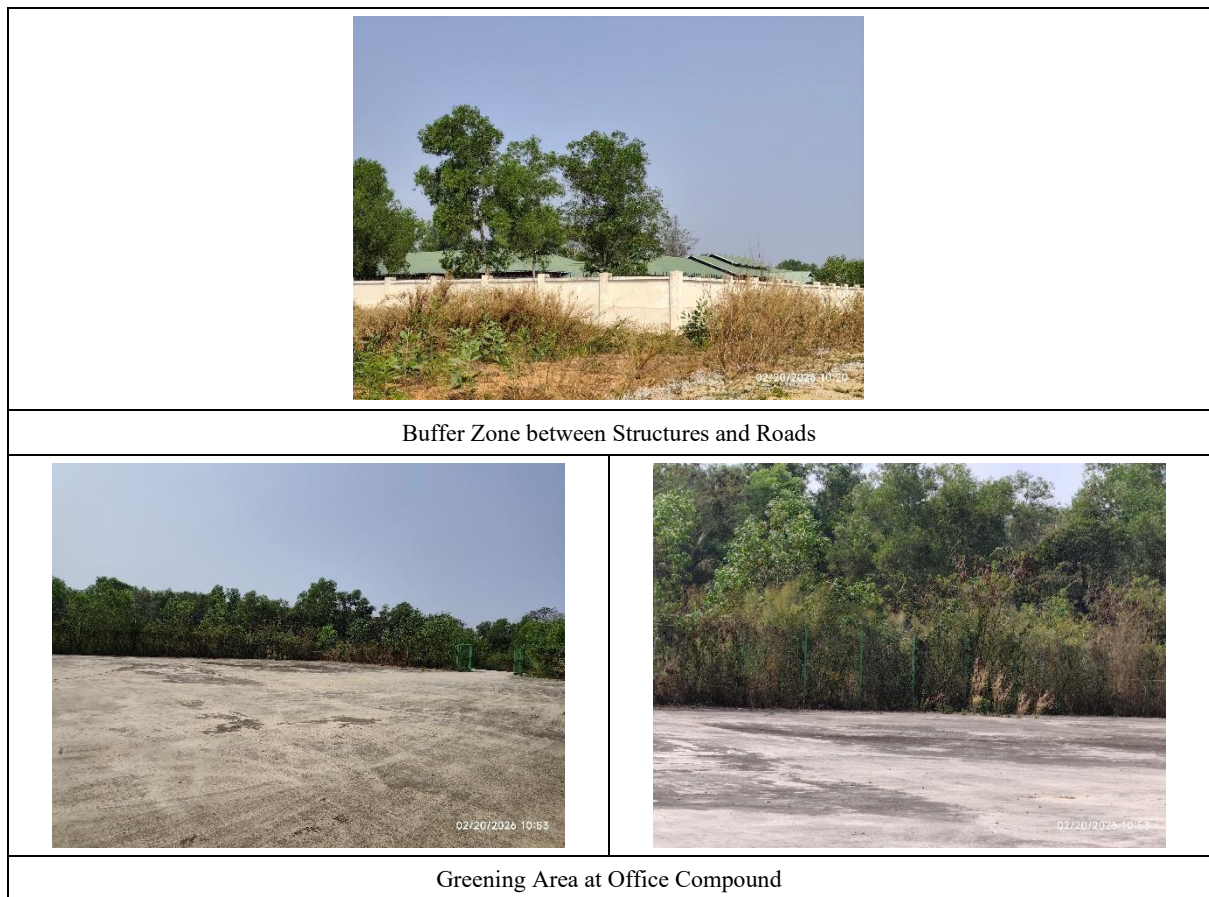 02/20/2026 10:20
Buffer Zone between Structures and Roads
02/20/2026 10:53
02/20/2026 10:53
Greening Area at Office Compound